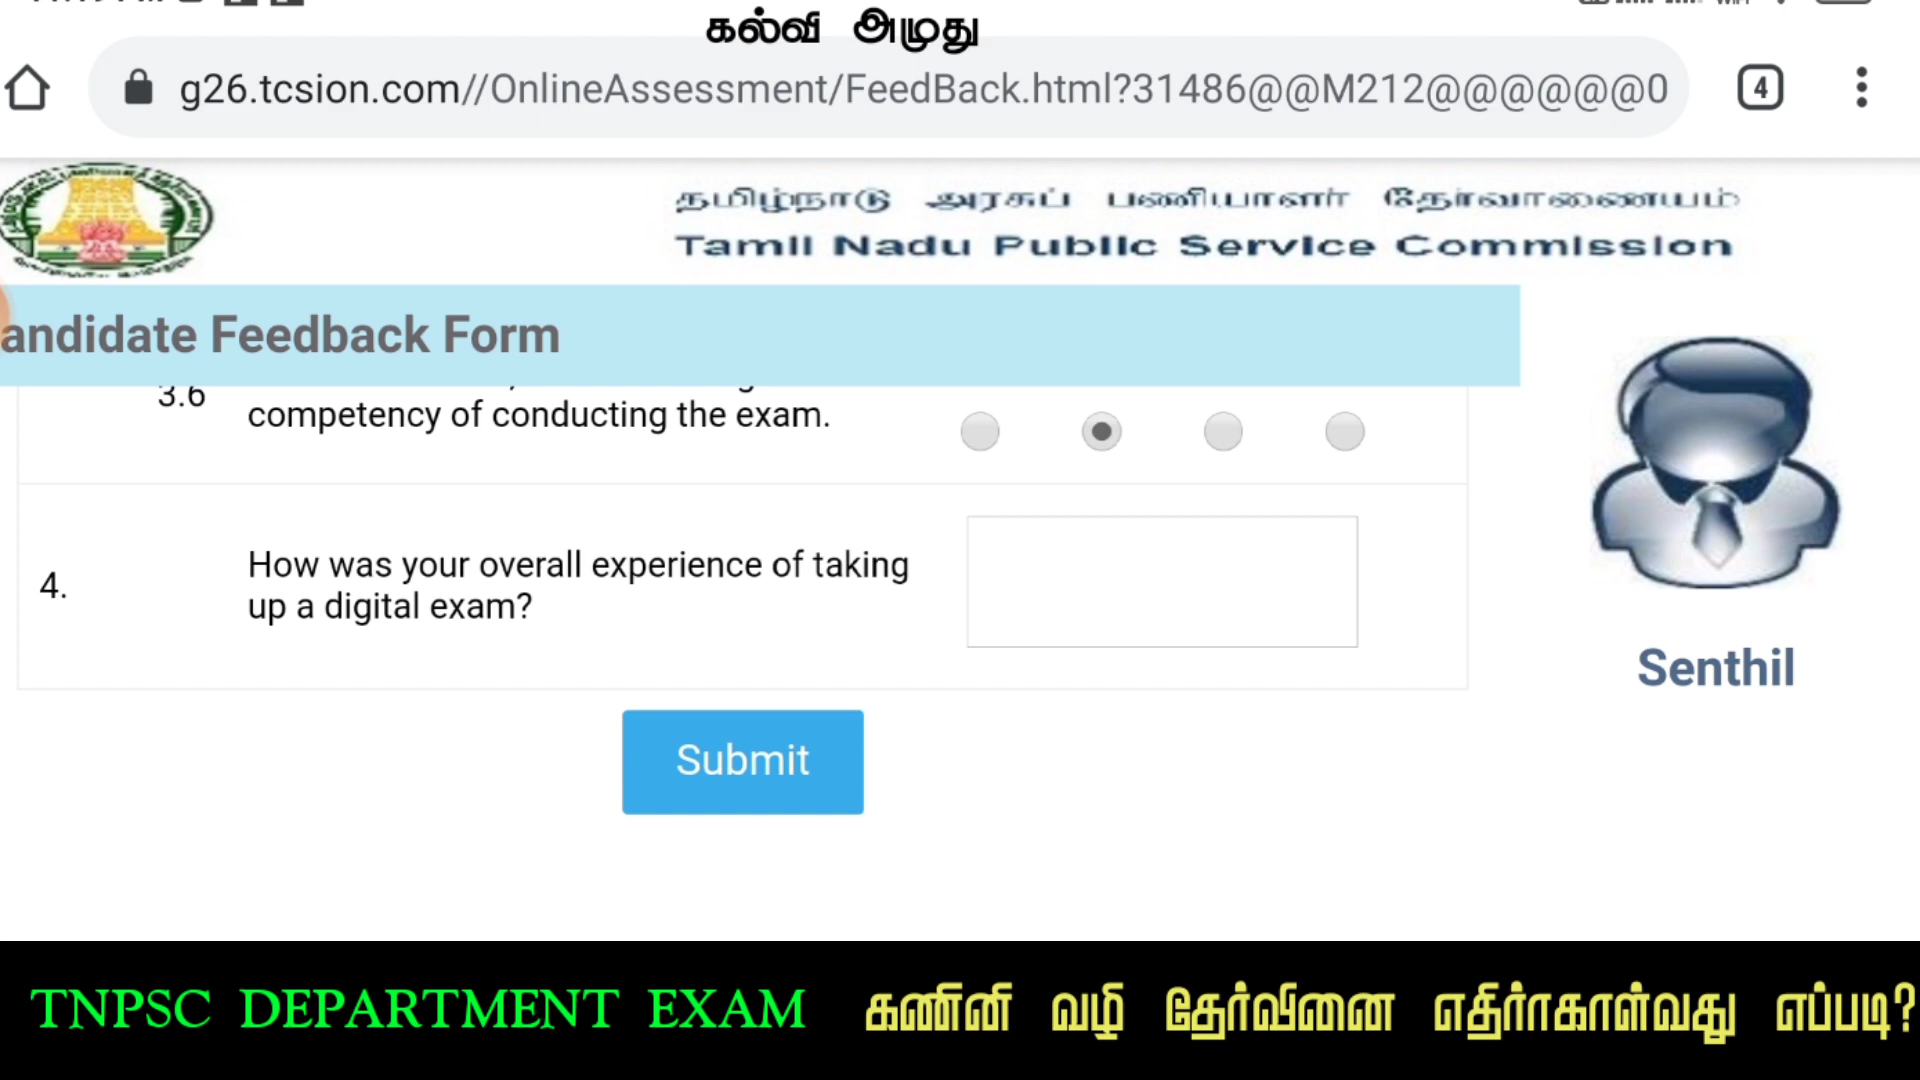 கல்வி அமுது
g26.tcsion.com//OnlineAssessment/FeedBack.html?31486@@M212@@@@@@0
4
தமிழ்நாடு அரசுப் பணியாளர் தேர்வாணையம்
Tamil Nadu Public Service Commission
andidate Feedback Form
3.6
competency of conducting the exam.
4.
How was your overall experience of taking
up a digital exam?
Senthil
Submit
TNPSC DEPARTMENT EXAM கணினி வழி தேர்வினை எதிர்கொள்வது எப்படி?